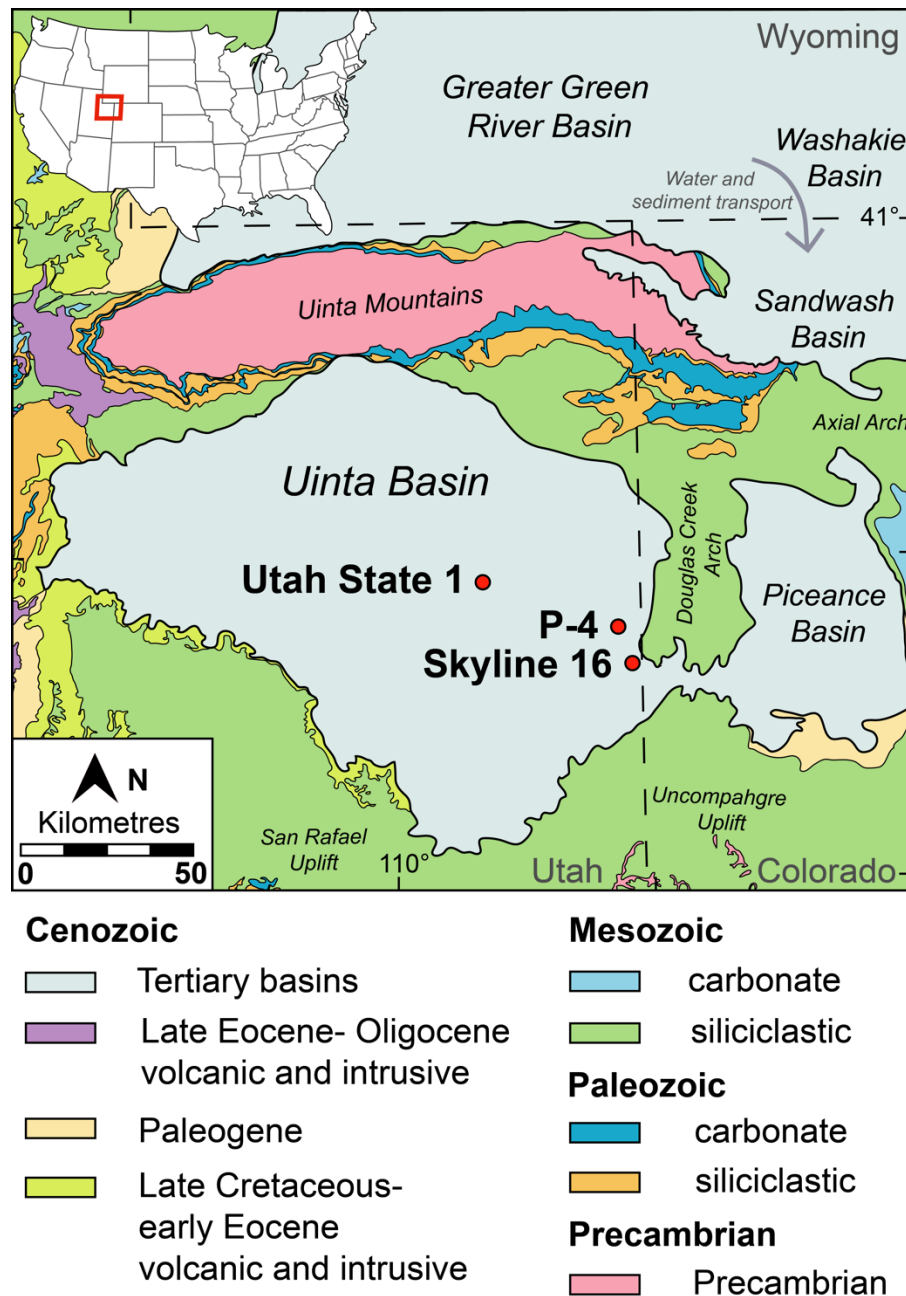 Wyoming
Greater Green
River Basin
Washakie
Basin
Water and
sediment transport
41°
Uinta Mountains
Sandwash
Basin
Axial Arch
Uinta Basin
Douglas Creek
Arch
Utah State 1
P-4
Skyline 16
Piceance
Basin
N
Kilometres
0
50
San Rafael
Uplift
110°
Uncompahgre
Uplift
Utah
Colorado
Cenozoic
Tertiary basins
Late Eocene- Oligocene
volcanic and intrusive
Paleogene
Late Cretaceous-
early Eocene
volcanic and intrusive
Mesozoic
carbonate
siliciclastic
Paleozoic
carbonate
siliciclastic
Precambrian
Precambrian